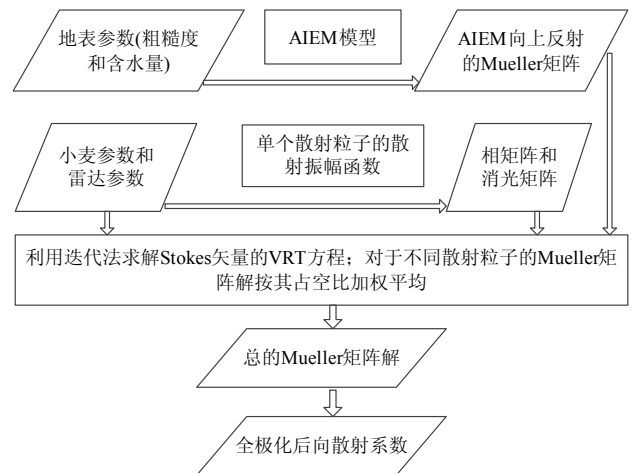 地表参数(粗糙度
和含水量)
AIEM模型
AIEM向上反射
的Mueller矩阵
小麦参数和
雷达参数
单个散射粒子的散
射振幅函数
相矩阵和
消光矩阵
利用迭代法求解Stokes矢量的VRT方程；对于不同散射粒子的Mueller矩
阵解按其占空比加权平均
总的Mueller矩阵解
全极化后向散射系数